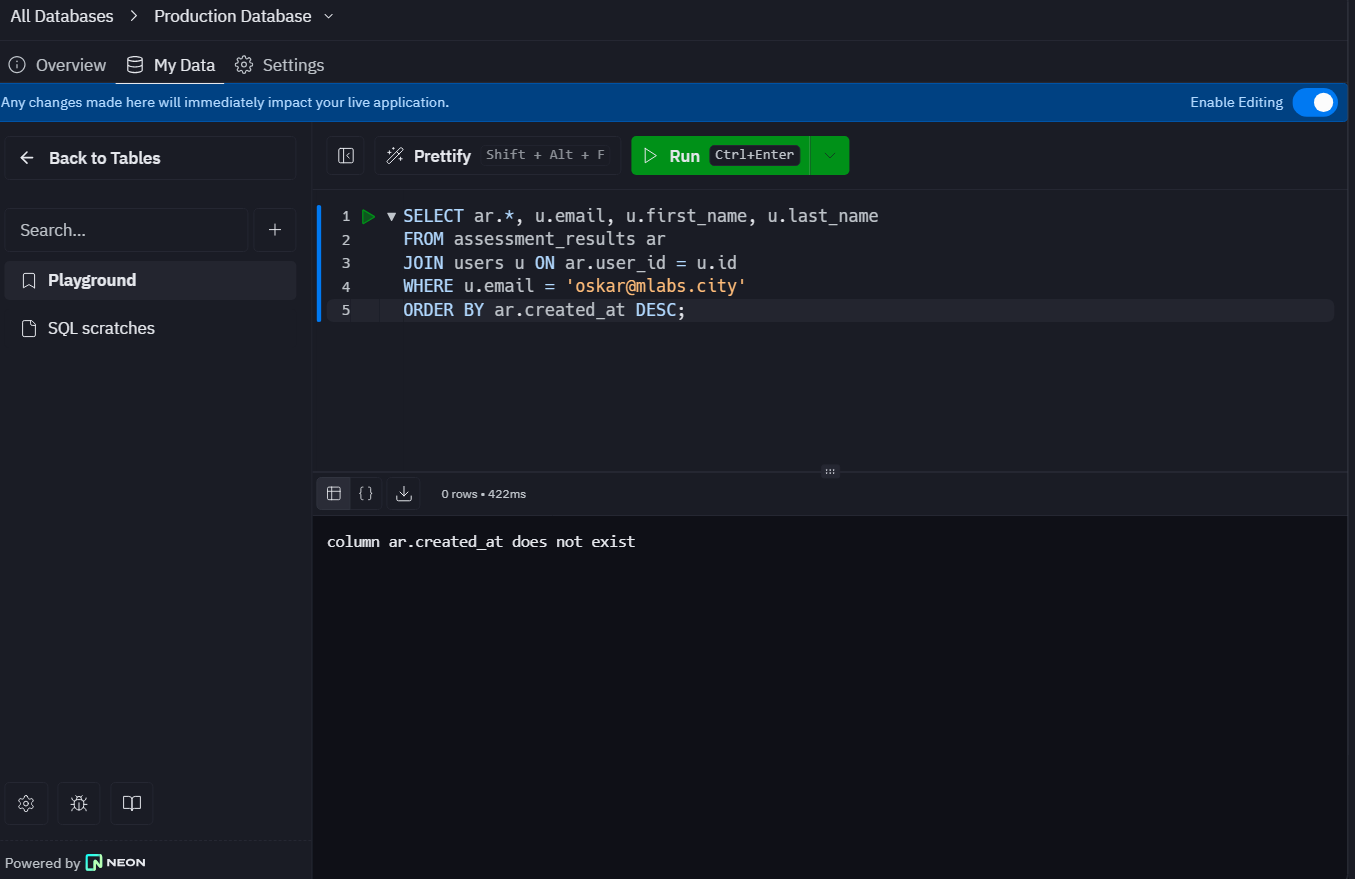 All Databases > Production Database
Overview My Data Settings
Any changes made here will immediately impact your live application. Enable Editing
Back to Tables
Prettify Shift + Alt + F Run Ctrl+Enter
Search... +
Playground
SQL scratches
1 SELECT ar.*, u.email, u.first_name, u.last_name
2 FROM assessment_results ar
3 JOIN users u ON ar.user_id = u.id
4 WHERE u.email = 'oskar@mlabs.city'
5 ORDER BY ar.created_at DESC;
{ } 0 rows • 422ms
column ar.created_at does not exist
Powered by NEON